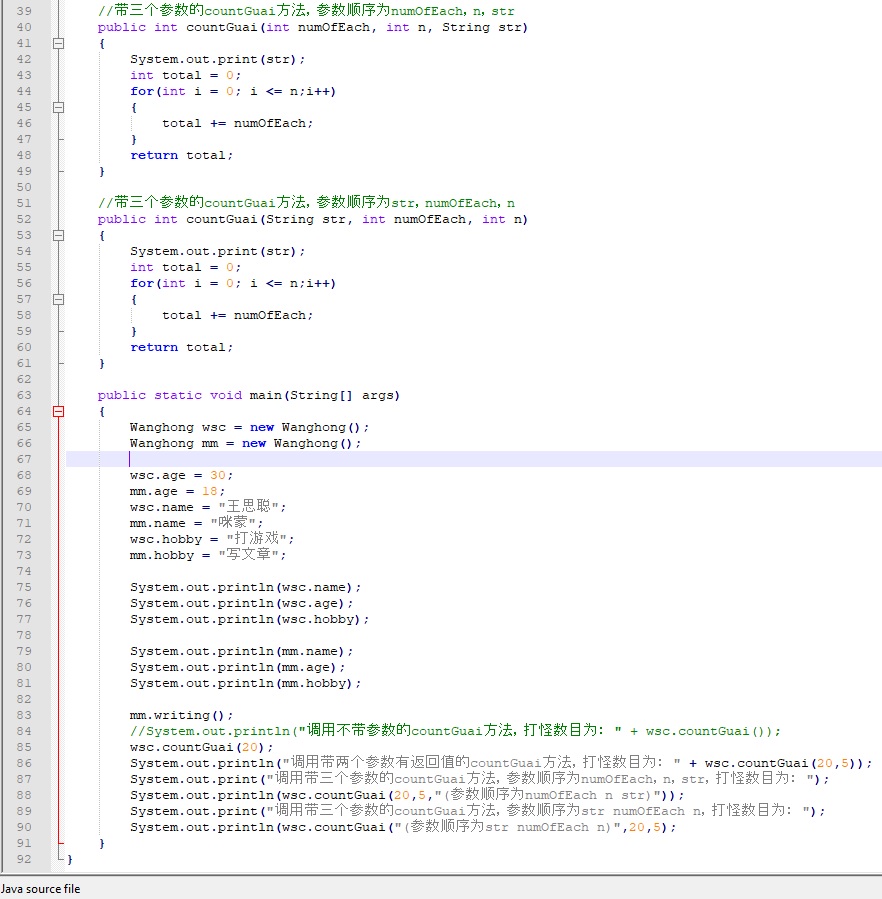 39 //带三个参数的countGuai方法，参数顺序为numOfEach，n，str
40 public int countGuai(int numOfEach, int n, String str)
41 {
42 System.out.print(str);
43 int total = 0;
44 for(int i = 0; i <= n;i++)
45 {
46 total += numOfEach;
47 }
48 return total;
49 }
50
51 //带三个参数的countGuai方法，参数顺序为str，numOfEach，n
52 public int countGuai(String str, int numOfEach, int n)
53 {
54 System.out.print(str);
55 int total = 0;
56 for(int i = 0; i <= n;i++)
57 {
58 total += numOfEach;
59 }
60 return total;
61 }
62
63 public static void main(String[] args)
64 {
65 Wanghong wsc = new Wanghong();
66 Wanghong mm = new Wanghong();
67
68 wsc.age = 30;
69 mm.age = 18;
70 wsc.name = "王思聪";
71 mm.name = "咪蒙";
72 wsc.hobby = "打游戏";
73 mm.hobby = "写文章";
74
75 System.out.println(wsc.name);
76 System.out.println(wsc.age);
77 System.out.println(wsc.hobby);
78
79 System.out.println(mm.name);
80 System.out.println(mm.age);
81 System.out.println(mm.hobby);
82
83 mm.writing();
84 //System.out.println("调用不带参数的countGuai方法，打怪数目为：" + wsc.countGuai());
85 wsc.countGuai(20);
86 System.out.println("调用带两个参数有返回值的countGuai方法，打怪数目为：" + wsc.countGuai(20,5));
87 System.out.print("调用带三个参数的countGuai方法，参数顺序为numOfEach，n，str，打怪数目为：");
88 System.out.println(wsc.countGuai(20,5,"(参数顺序为numOfEach n str)"));
89 System.out.print("调用带三个参数的countGuai方法，参数顺序为str numOfEach n，打怪数目为：");
90 System.out.println(wsc.countGuai("(参数顺序为str numOfEach n)",20,5);
91 }
92 }
Java source file